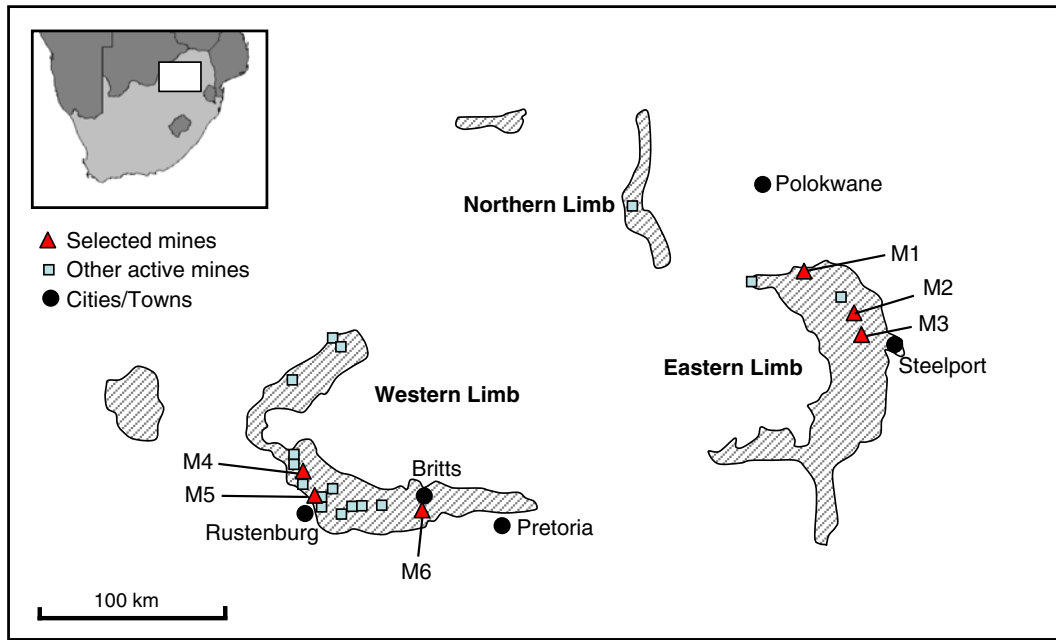 Polokwane
Northern Limb
Selected mines
Other active mines
Cities/Towns
M1
M2
M3
Steelport
Eastern Limb
Western Limb
M4
Britts
M5
Rustenburg
Pretoria
M6
100 km